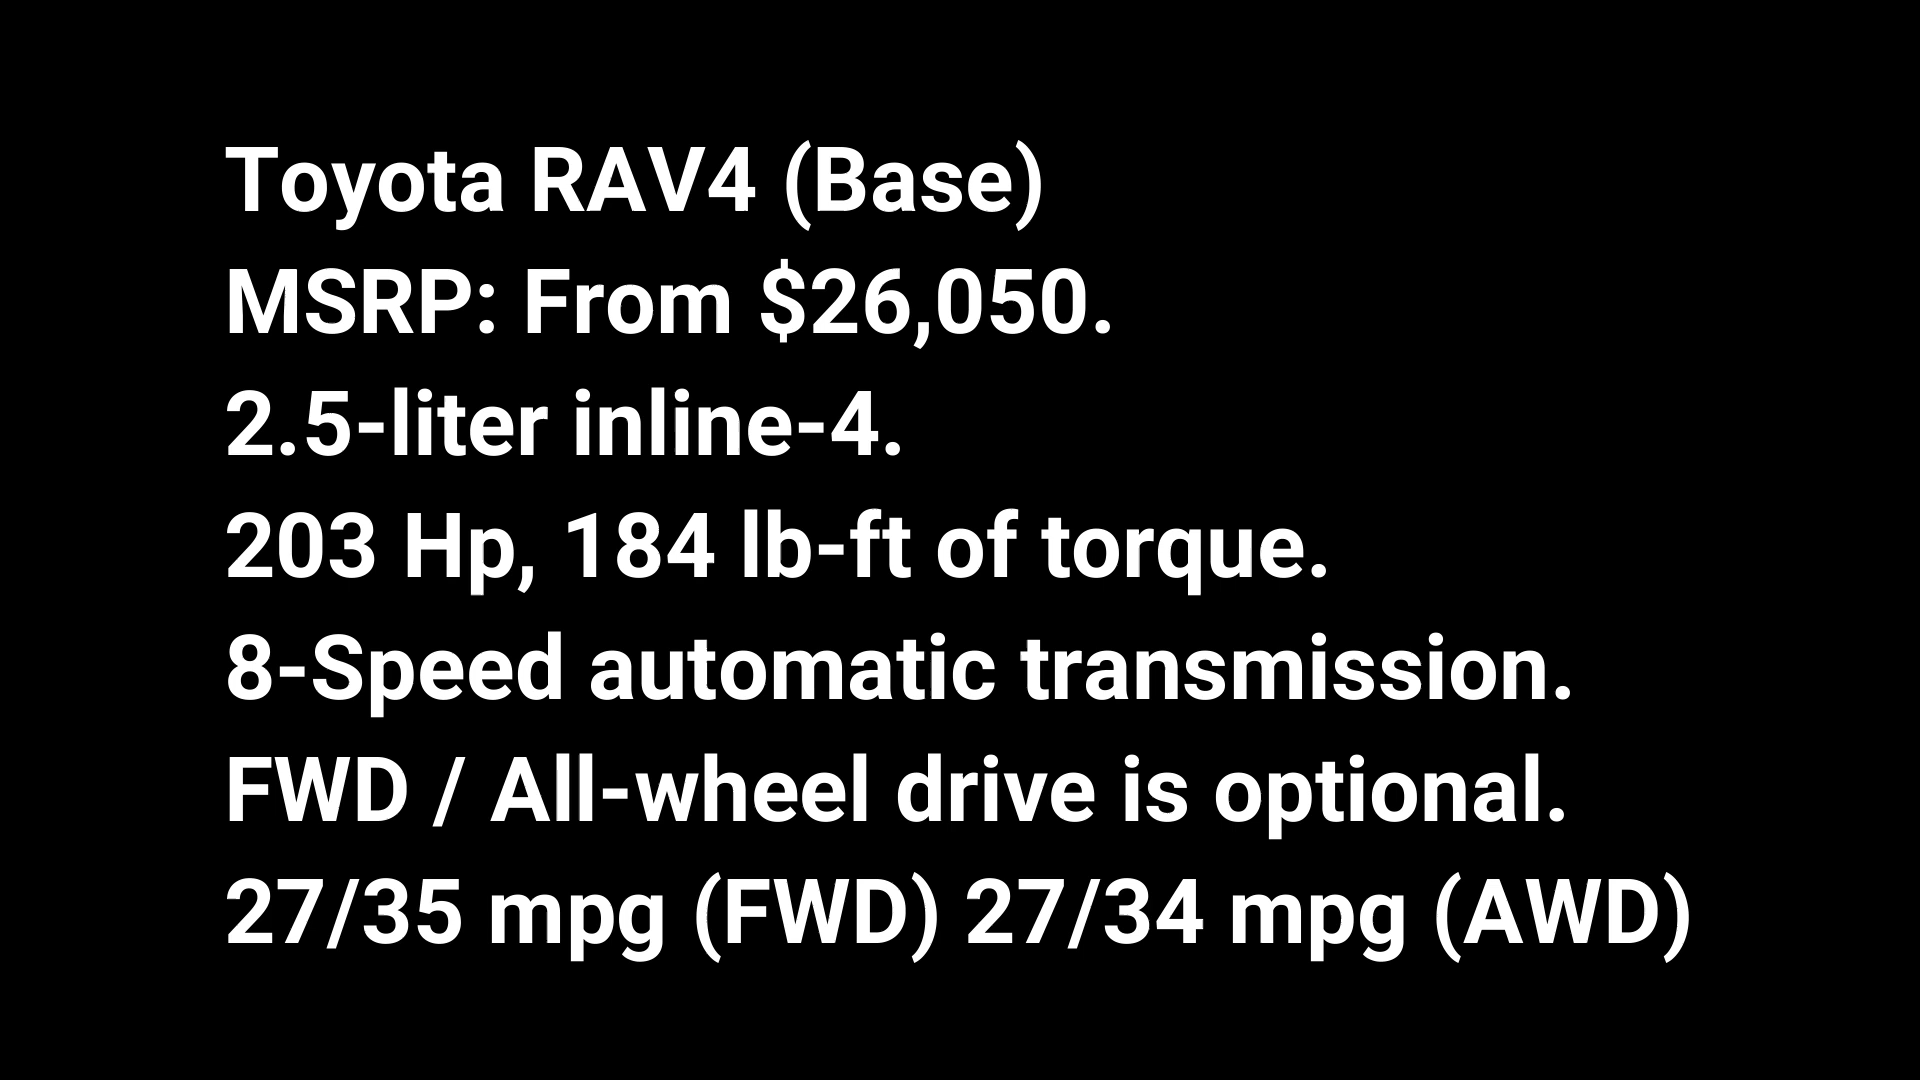 Toyota RAV4 (Base)
MSRP: From $26,050.
2.5-liter inline-4.
203 Hp, 184 lb-ft of torque.
8-Speed automatic transmission.
FWD / All-wheel drive is optional.
27/35 mpg (FWD) 27/34 mpg (AWD)